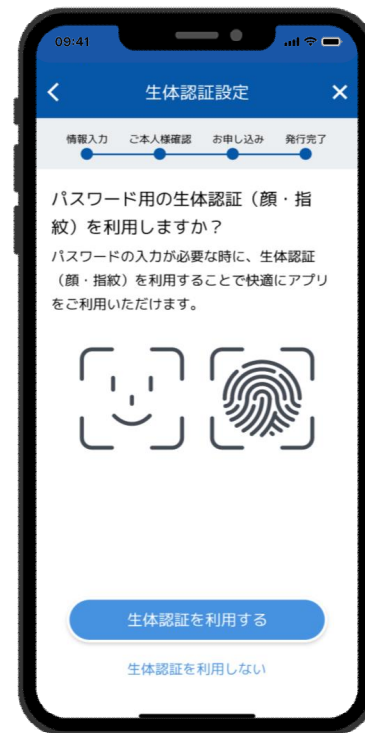 09:41
生体認証設定
情報入力 ご本人様確認 お申し込み 発行完了
パスワード用の生体認証（顔・指
紋）を利用しますか？
パスワードの入力が必要な時に、生体認証
（顔・指紋）を利用することで快適にアプリ
をご利用いただけます。
生体認証を利用する
生体認証を利用しない